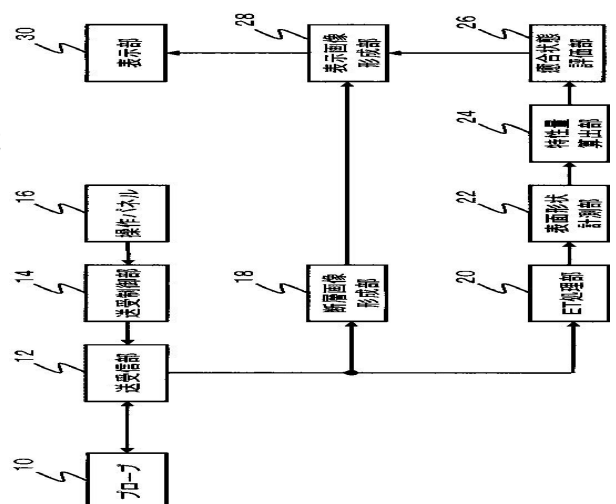 10
プローブ
12
送受信部
14
送受制御部
16
操作パネル
18
断層画像
形成部
20
ET処理部
22
表面形状
計測部
24
特性量
算出部
26
癒合状態
評価部
28
表示画像
形成部
30
表示部